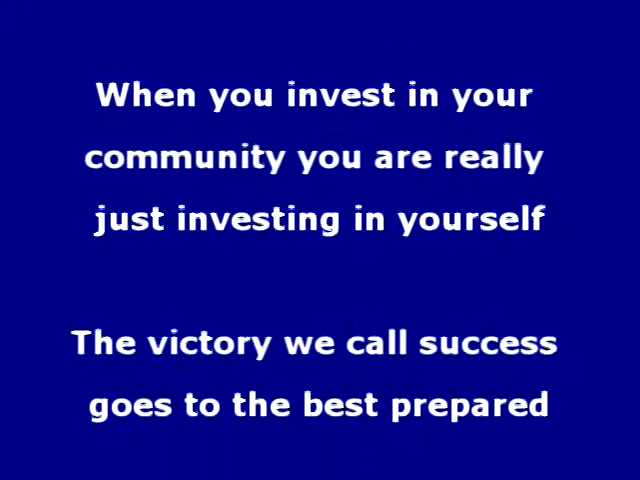 When you invest in your
community you are really
just investing in yourself
The victory we call success
goes to the best prepared